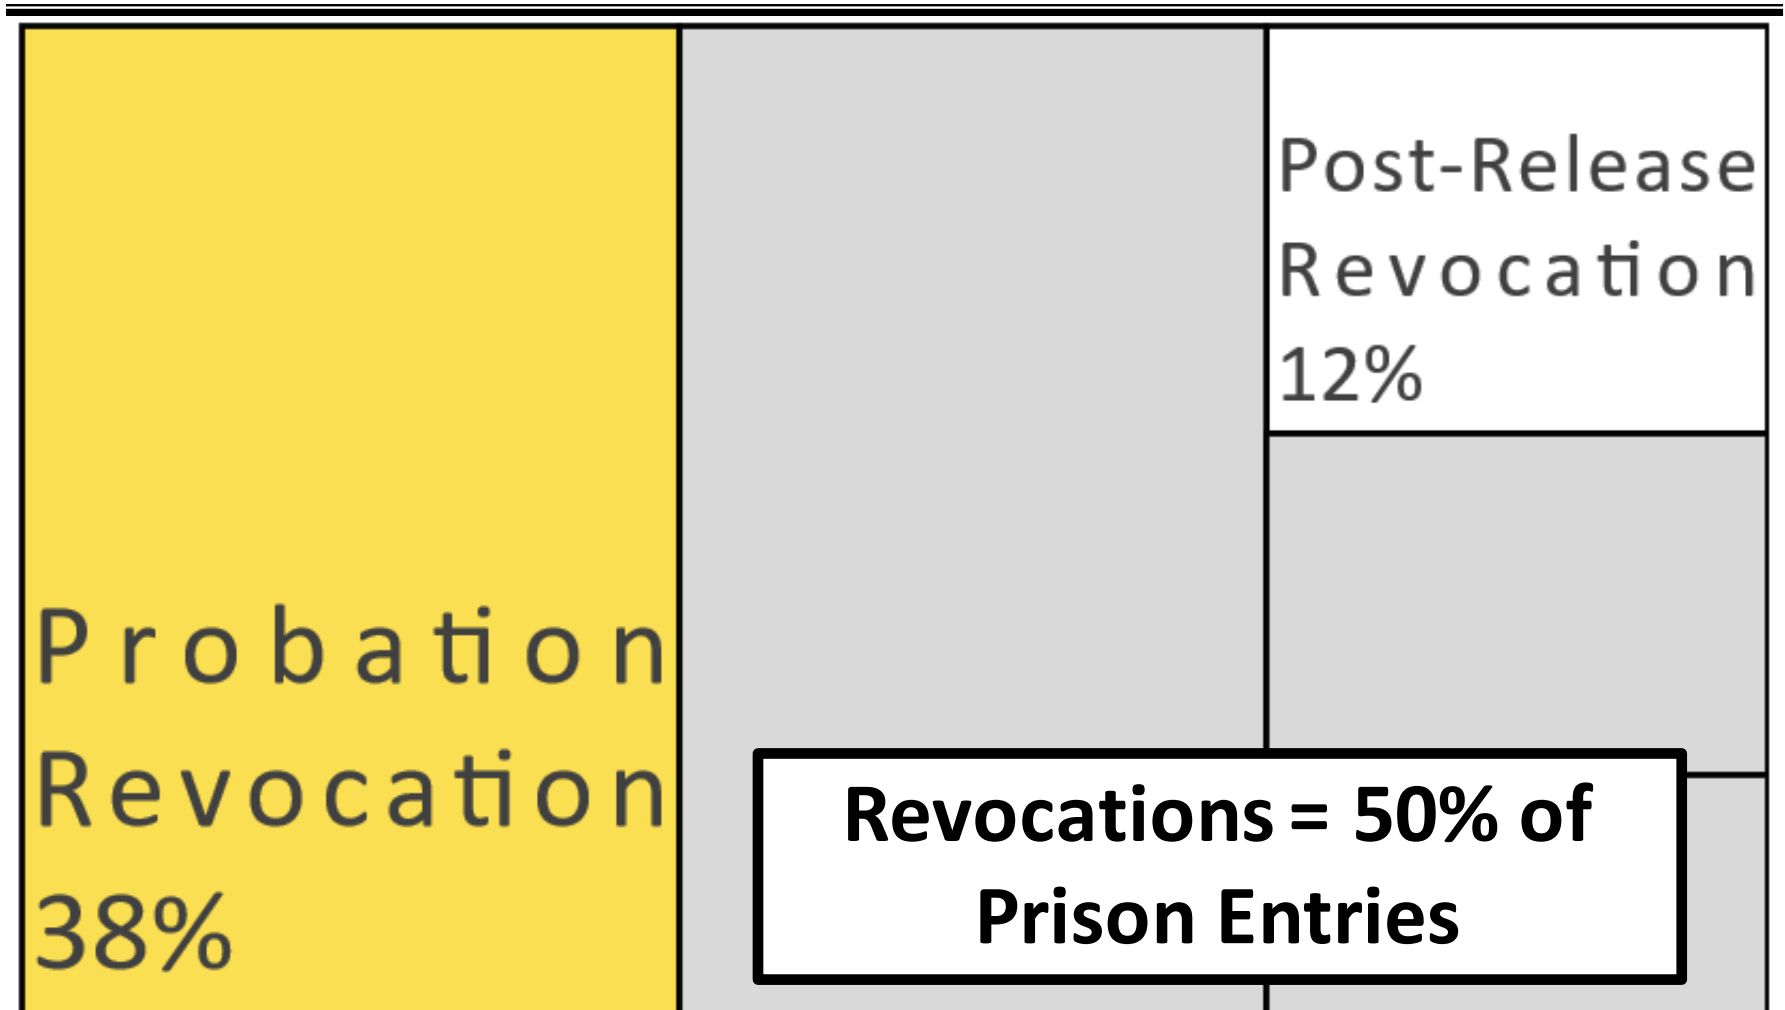 Post-Release
Revocation
12%
Probation
Revocation
38%
Revocations = 50% of
Prison Entries